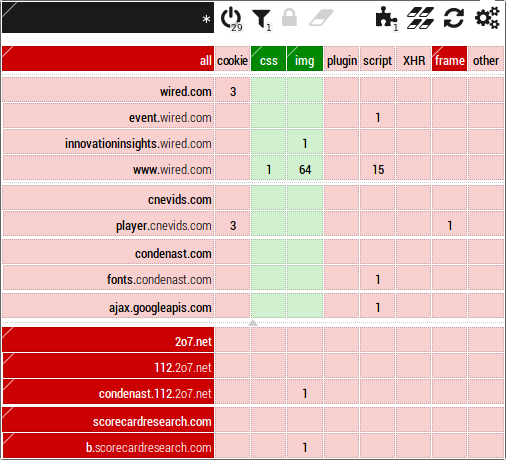 * 29 1 1
all cookie css img plugin script XHR frame other
wired.com 3
event.wired.com 1
innovationinsights.wired.com 1
www.wired.com 1 64 15
cnevids.com
player.cnevids.com 3 1
condenast.com
fonts.condenast.com 1
ajax.googleapis.com 1
2o7.net
112.2o7.net
condenast.112.2o7.net 1
scorecardresearch.com
b.scorecardresearch.com 1